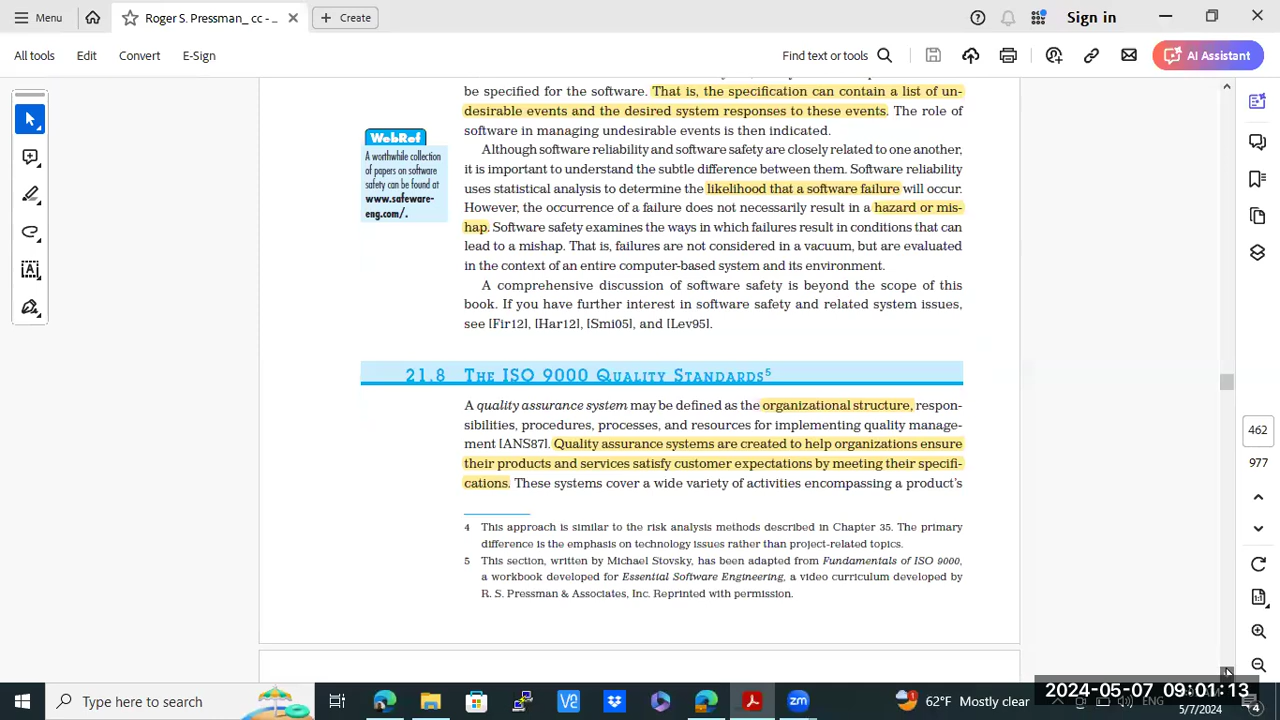 Menu
Roger S. Pressman_ cc - ...
Create
Sign in
All tools
Edit
Convert
E-Sign
Find text or tools
AI Assistant
be specified for the software. That is, the specification can contain a list of un-
desirable events and the desired system responses to these events. The role of
software in managing undesirable events is then indicated.
WebRef
A worthwhile collection
of papers on software
safety can be found at
www.safeware-
eng.com/.
Although software reliability and software safety are closely related to one another,
it is important to understand the subtle difference between them. Software reliability
uses statistical analysis to determine the likelihood that a software failure will occur.
However, the occurrence of a failure does not necessarily result in a hazard or mis-
hap. Software safety examines the ways in which failures result in conditions that can
lead to a mishap. That is, failures are not considered in a vacuum, but are evaluated
in the context of an entire computer-based system and its environment.
A comprehensive discussion of software safety is beyond the scope of this
book. If you have further interest in software safety and related system issues,
see [Fir12], [Har12], [Smi05], and [Lev95].
21.8 The ISO 9000 Quality Standards5
A quality assurance system may be defined as the organizational structure, respon-
sibilities, procedures, processes, and resources for implementing quality manage-
ment [ANS87]. Quality assurance systems are created to help organizations ensure
their products and services satisfy customer expectations by meeting their specifi-
cations. These systems cover a wide variety of activities encompassing a product's
4 This approach is similar to the risk analysis methods described in Chapter 35. The primary
difference is the emphasis on technology issues rather than project-related topics.
5 This section, written by Michael Stovsky, has been adapted from Fundamentals of ISO 9000,
a workbook developed for Essential Software Engineering, a video curriculum developed by
R. S. Pressman & Associates, Inc. Reprinted with permission.
462
977
Type here to search
62°F Mostly clear
ENG
2024-05-07 09:01:13
5/7/2024
4